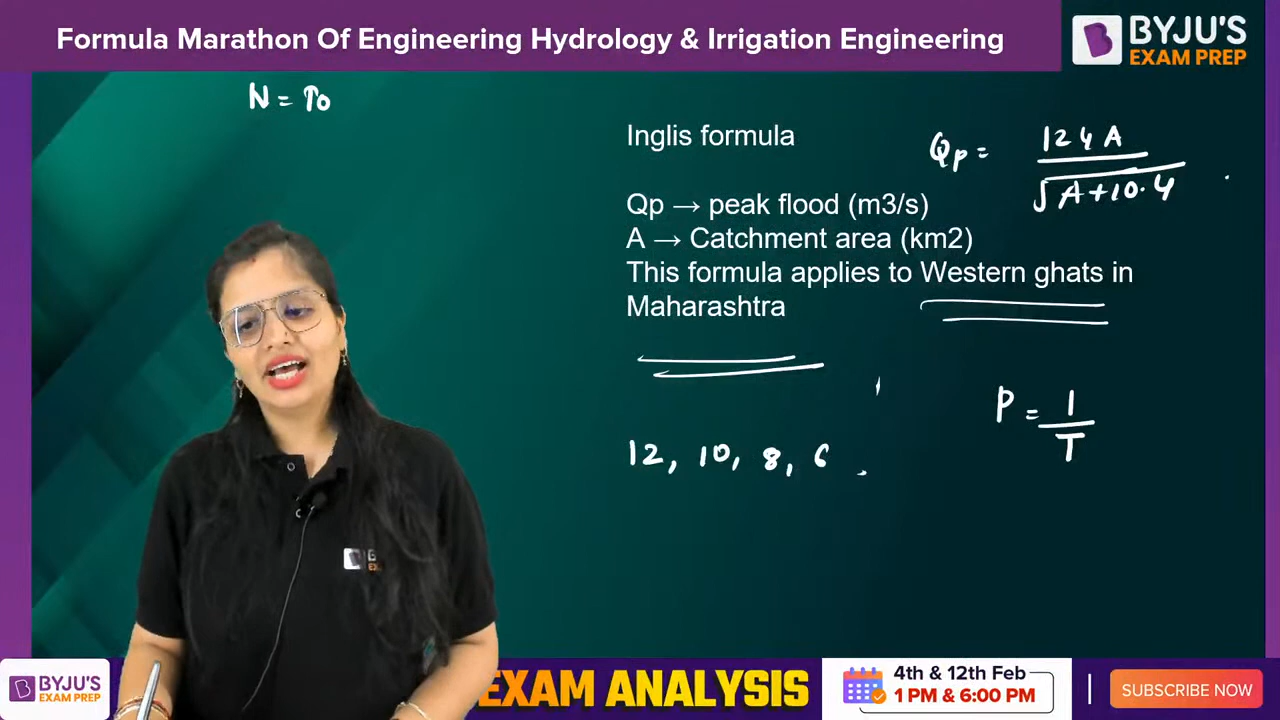 Formula Marathon Of Engineering Hydrology & Irrigation Engineering
BYJU'S
EXAM PREP
N = 10
Inglis formula
Qp = 124 A / √A+10.4
Qp → peak flood (m3/s)
A → Catchment area (km2)
This formula applies to Western ghats in
Maharashtra
P = 1 / T
12, 10, 8, 6
BYJU'S
EXAM PREP
EXAM ANALYSIS
4th & 12th Feb
1 PM & 6:00 PM
SUBSCRIBE NOW